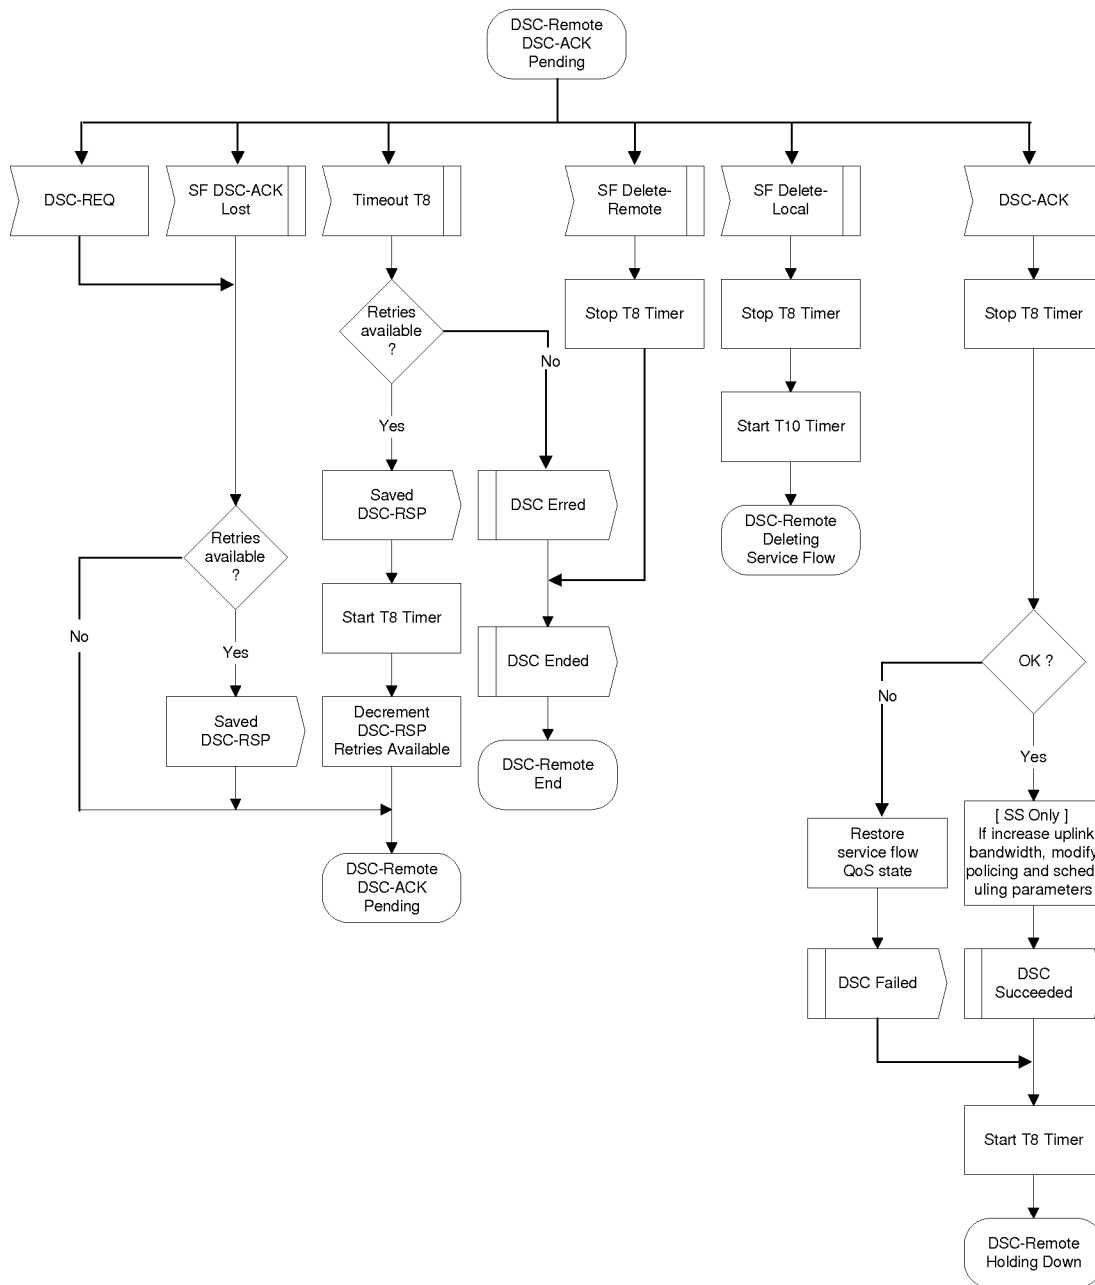 DSC-Remote
DSC-ACK
Pending
DSC-REQ
SF DSC-ACK
Lost
Timeout T8
SF Delete-
Remote
SF Delete-
Local
DSC-ACK
Retries
available
?
Stop T8 Timer
Stop T8 Timer
Stop T8 Timer
No
Yes
Start T10 Timer
Saved
DSC-RSP
DSC Erred
DSC-Remote
Deleting
Service Flow
Retries
available
?
Start T8 Timer
No
Yes
DSC Ended
OK ?
No
Saved
DSC-RSP
Decrement
DSC-RSP
Retries Available
DSC-Remote
End
Yes
Restore
service flow
QoS state
[ SS Only ]
If increase uplink
bandwidth, modify
policing and sched
uling parameters
DSC-Remote
DSC-ACK
Pending
DSC Failed
DSC
Succeeded
Start T8 Timer
DSC-Remote
Holding Down